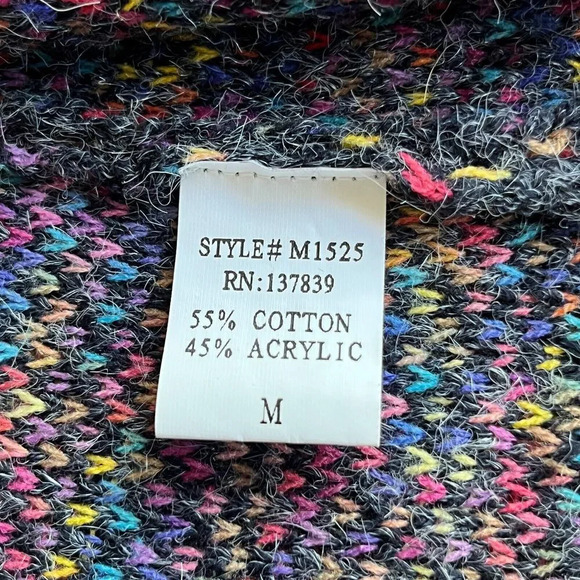 STYLE# M1525
RN:137839
55% COTTON
45% ACRYLIC
M